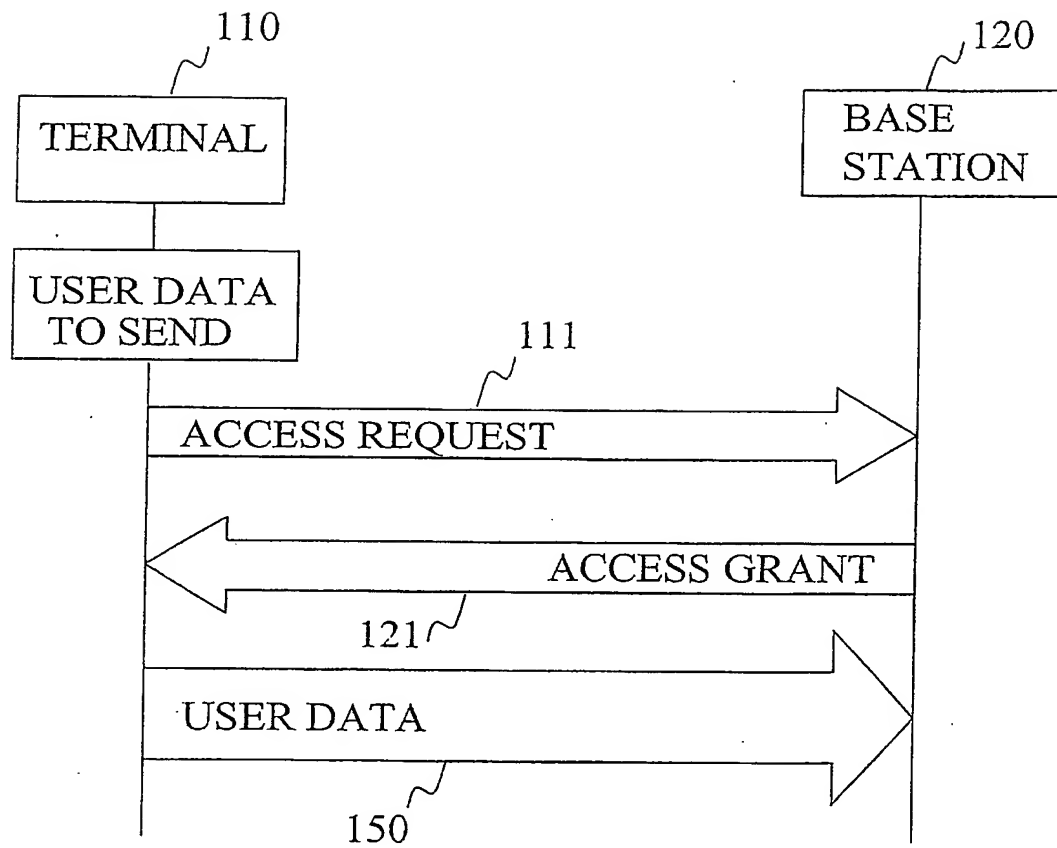 110
120
TERMINAL
BASE
STATION
USER DATA
TO SEND
111
ACCESS REQUEST
ACCESS GRANT
121
USER DATA
150